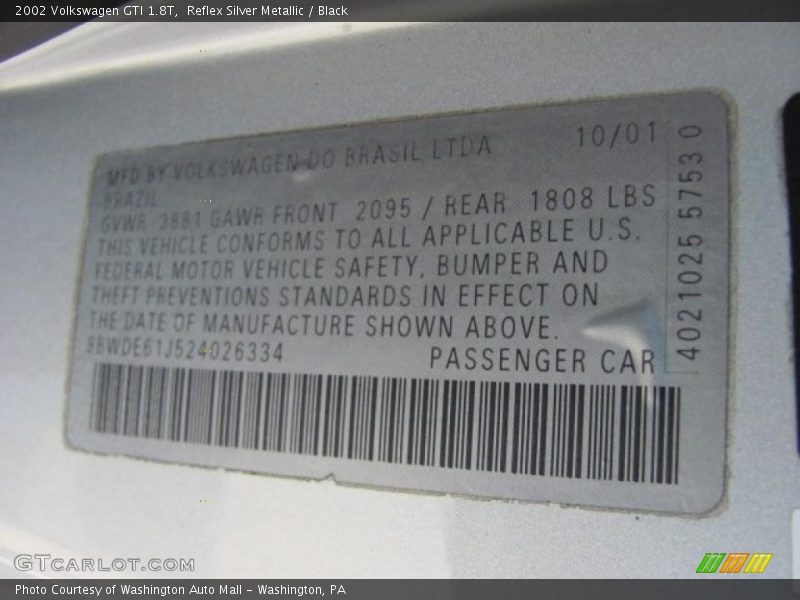 2002 Volkswagen GTI 1.8T, Reflex Silver Metallic / Black
MFD BY VOLKSWAGEN DO BRASIL LTDA 10/01
BRAZIL
GVWR 3881 GAWR FRONT 2095 / REAR 1808 LBS
THIS VEHICLE CONFORMS TO ALL APPLICABLE U.S.
FEDERAL MOTOR VEHICLE SAFETY, BUMPER AND
THEFT PREVENTIONS STANDARDS IN EFFECT ON
THE DATE OF MANUFACTURE SHOWN ABOVE.
9BWDE61J524026334 PASSENGER CAR
4021025 57530
GTCARLOT.COM
Photo Courtesy of Washington Auto Mall - Washington, PA